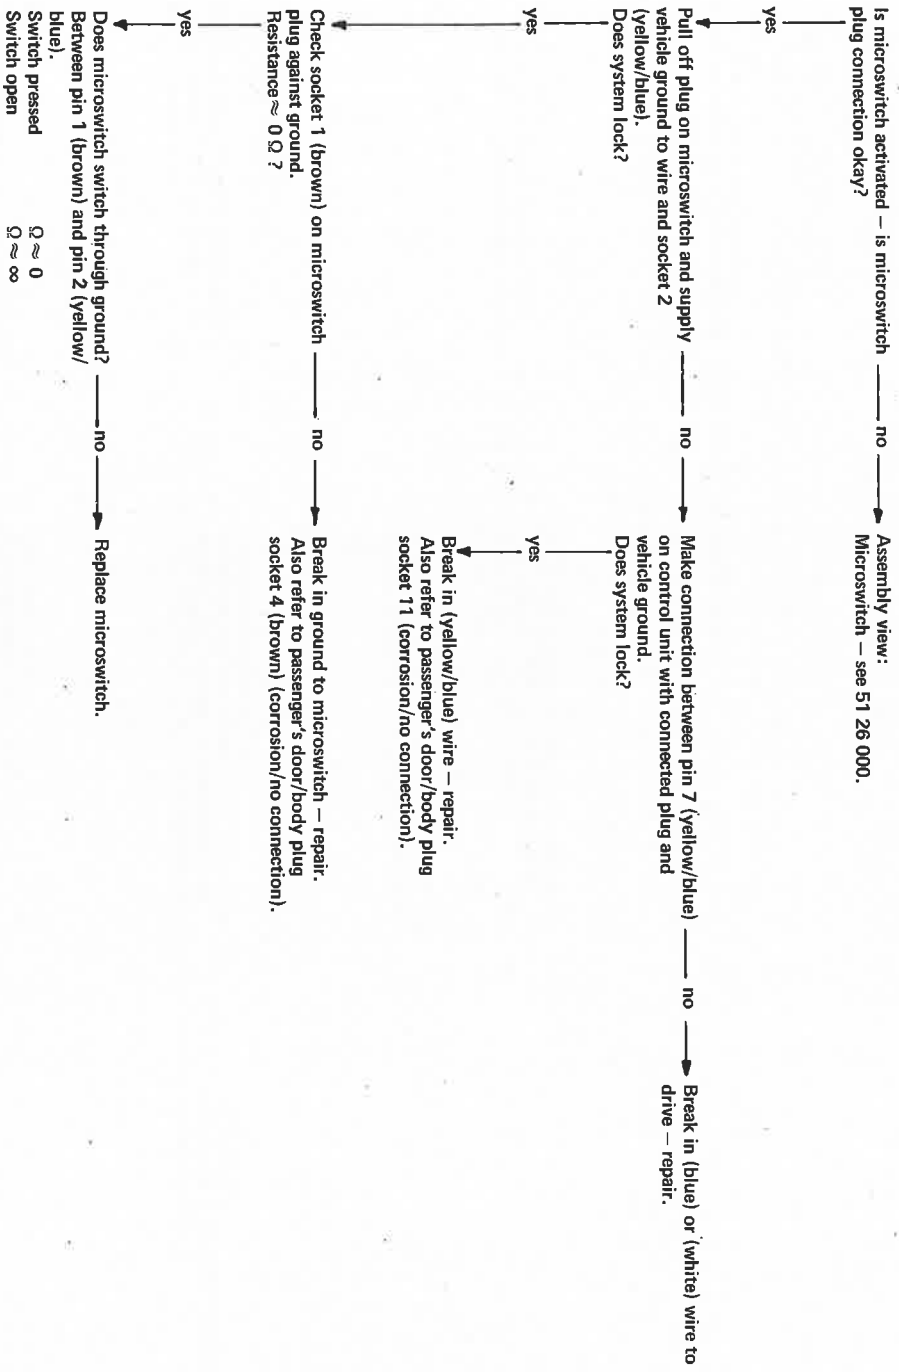 Is microswitch activated — is microswitch
plug connection okay?
no
Assembly view:
Microswitch — see 51 26 000.
yes
Pull off plug on microswitch and supply
vehicle ground to wire and socket 2
(yellow/blue).
Does system lock?
no
Make connection between pin 7 (yellow/blue)
on control unit with connected plug and
vehicle ground.
Does system lock?
no
Break in (blue) or (white) wire to
drive — repair.
yes
yes
Break in (yellow/blue) wire — repair.
Also refer to passenger's door/body plug
socket 11 (corrosion/no connection).
Check socket 1 (brown) on microswitch
plug against ground.
Resistance ≈ 0 Ω ?
no
Break in ground to microswitch — repair.
Also refer to passenger's door/body plug
socket 4 (brown) (corrosion/no connection).
yes
Does microswitch switch through ground?
Between pin 1 (brown) and pin 2 (yellow/
blue).
Switch pressed Ω ≈ 0
Switch open Ω ≈ ∞
no
Replace microswitch.